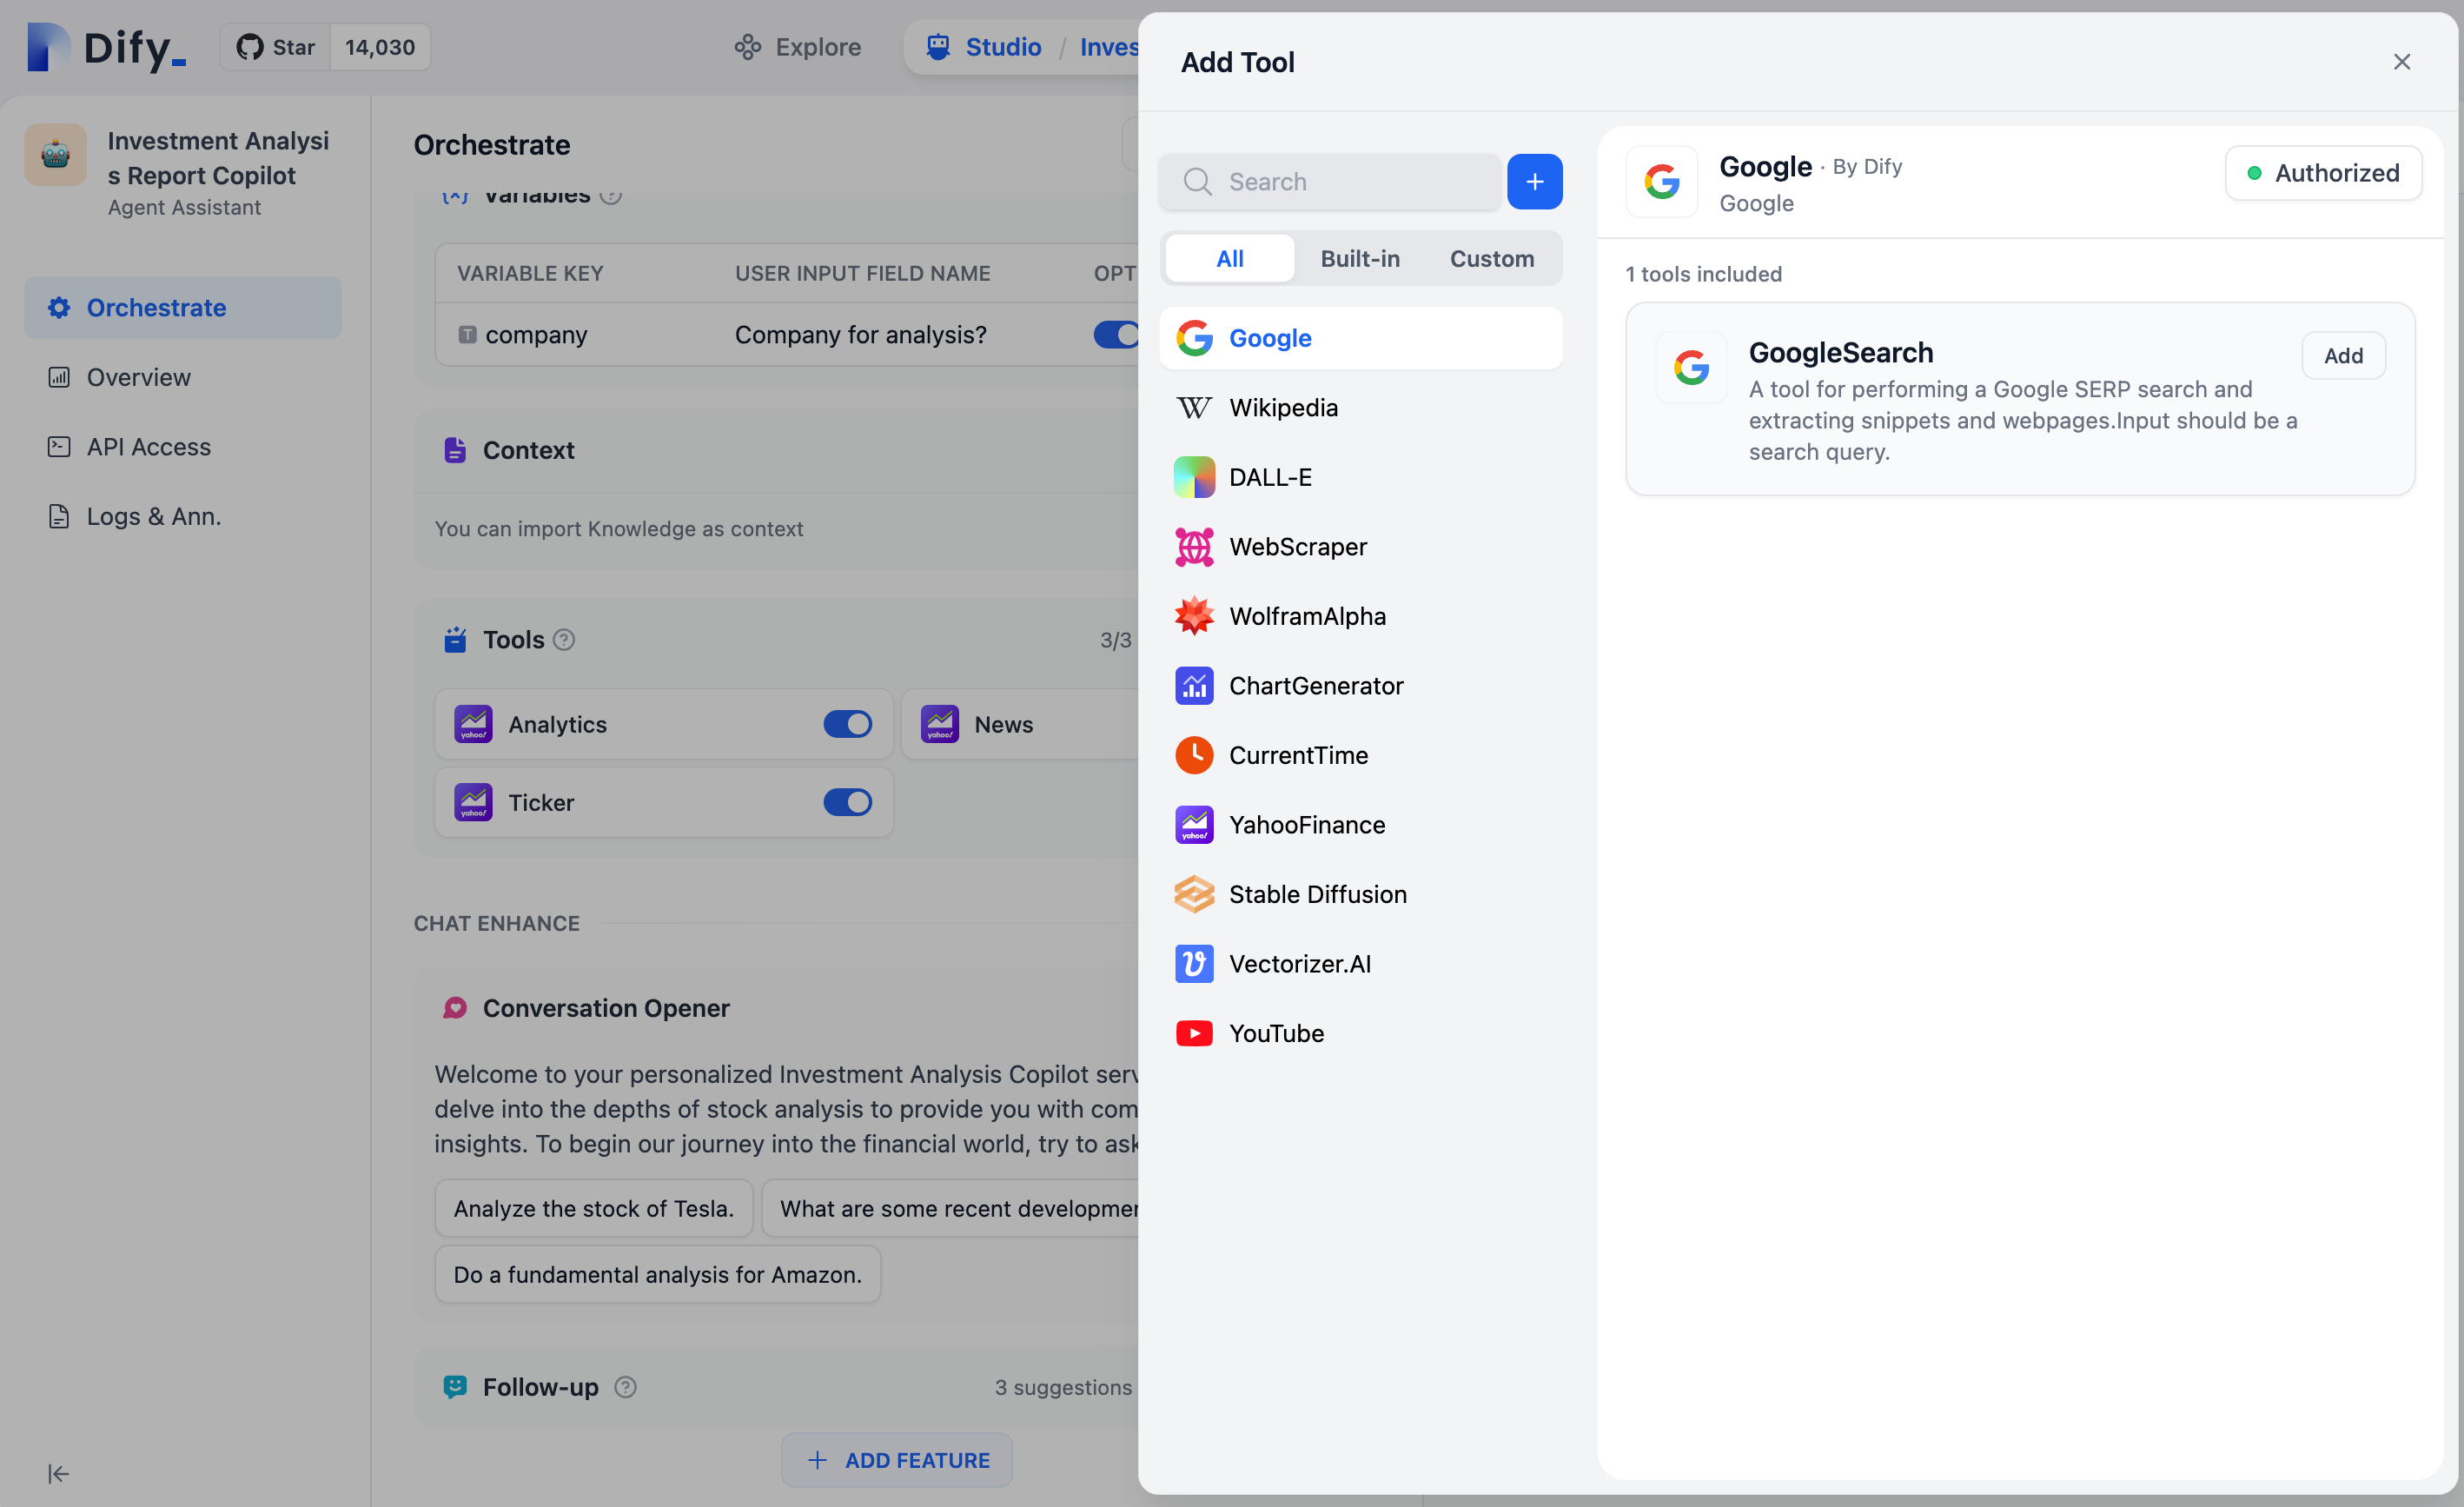 Dify_
Star 14,030
Explore
Studio / Inves
Investment Analysi
s Report Copilot
Agent Assistant
Orchestrate
Overview
API Access
Logs & Ann.
Orchestrate
Variables
VARIABLE KEY USER INPUT FIELD NAME OPT
company Company for analysis?
Context
You can import Knowledge as context
Tools 3/3
Analytics
News
Ticker
CHAT ENHANCE
Conversation Opener
Welcome to your personalized Investment Analysis Copilot serv
delve into the depths of stock analysis to provide you with com
insights. To begin our journey into the financial world, try to ask
Analyze the stock of Tesla.
What are some recent developmen
Do a fundamental analysis for Amazon.
Follow-up 3 suggestions
+ ADD FEATURE
Add Tool
Search
+
All Built-in Custom
Google
Wikipedia
DALL-E
WebScraper
WolframAlpha
ChartGenerator
CurrentTime
YahooFinance
Stable Diffusion
Vectorizer.AI
YouTube
Google · By Dify
Google
Authorized
1 tools included
GoogleSearch
Add
A tool for performing a Google SERP search and
extracting snippets and webpages.Input should be a
search query.